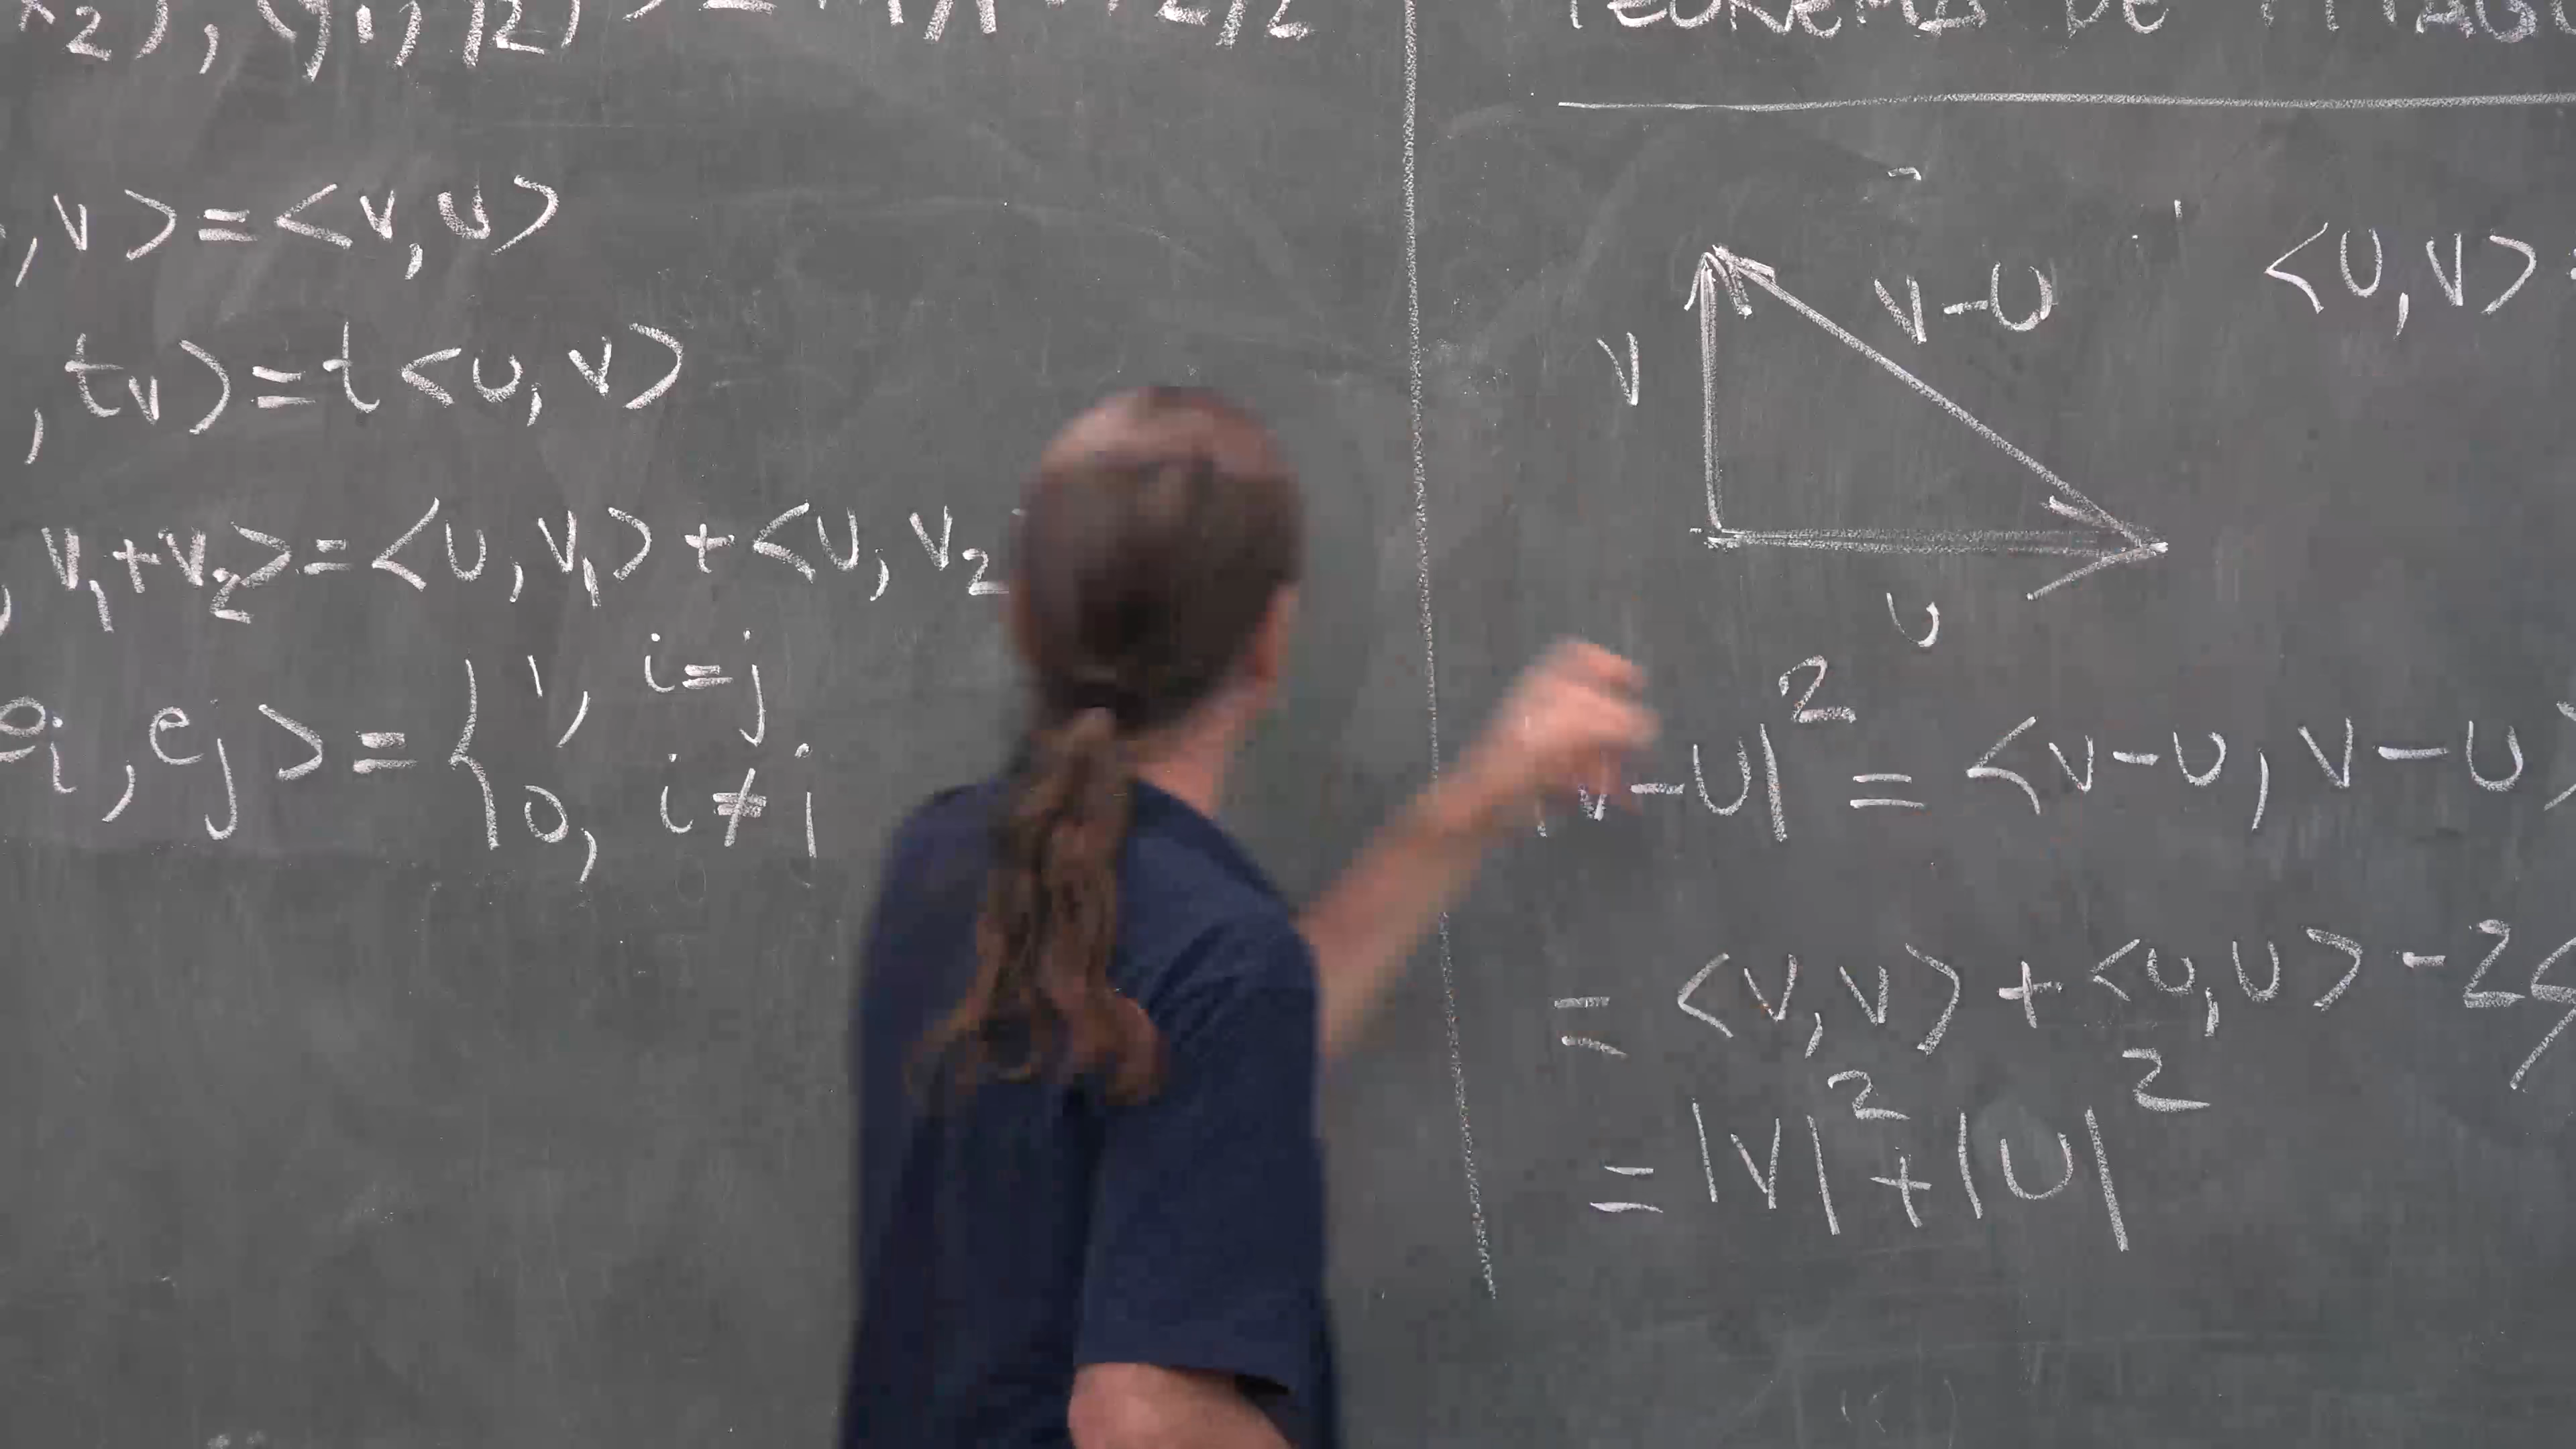 ,v>=<v,u>
,tv>=t<u,v>
, v₁+v₂>=<u,v₁>+<u,v₂
ei,ej>={1, i=j
0, i≠j
TEOREMA DE
v
v-u
<u,v>
u
v-u|² = <v-u, v-u>
= <v,v>+<u,u>-2<
=|v|²+|u|²